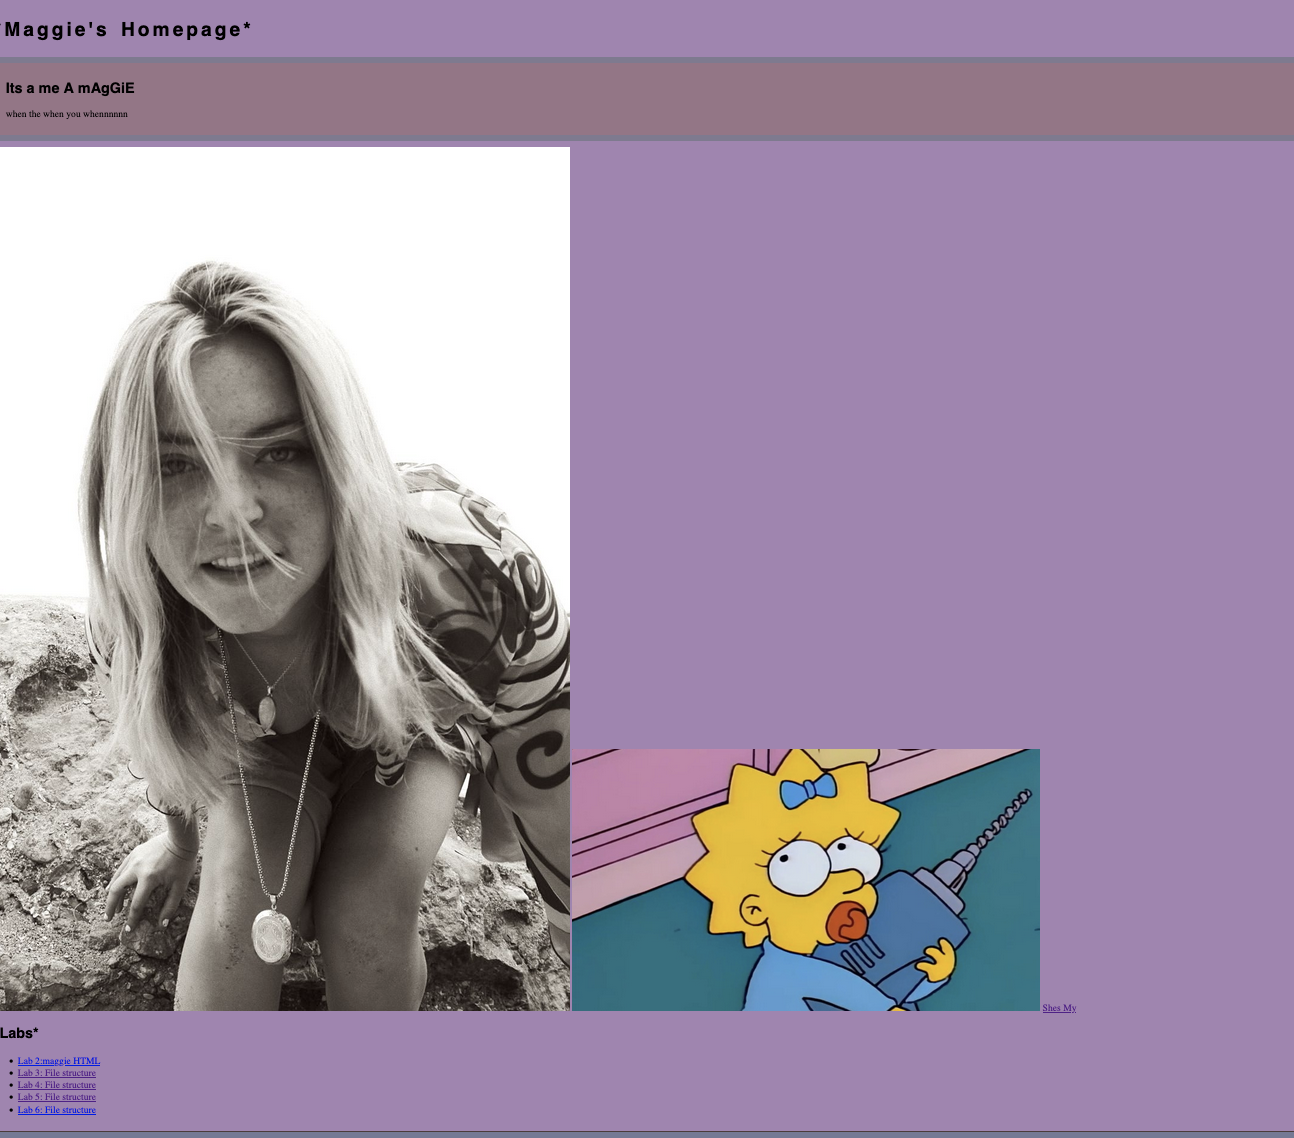 *Maggie's Homepage*
Its a me A mAgGiE
when the when you whennnnnn
Shes My
Labs*
Lab 2:maggie HTML
Lab 3: File structure
Lab 4: File structure
Lab 5: File structure
Lab 6: File structure